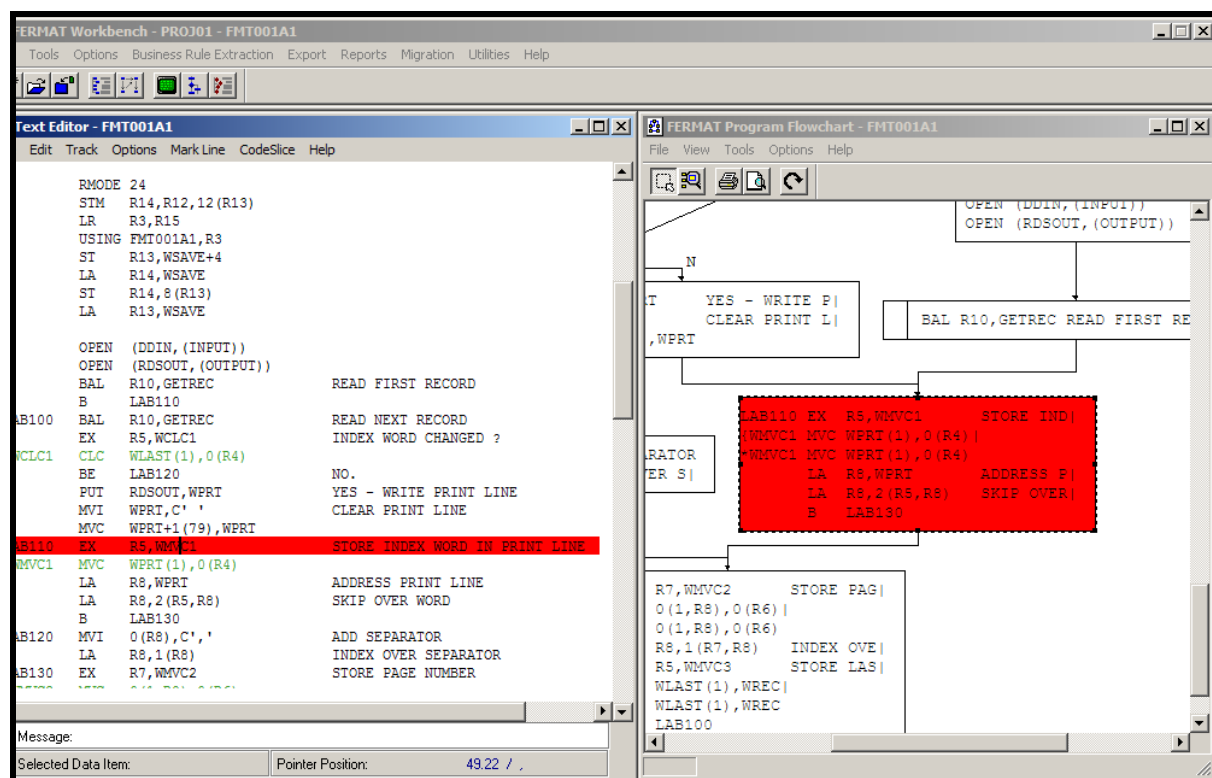 FERMAT Workbench - PROJ01 - FMT001A1
Tools Options Business Rule Extraction Export Reports Migration Utilities Help
Text Editor - FMT001A1
Edit Track Options Mark Line CodeSlice Help
RMODE 24
STM R14,R12,12(R13)
LR R3,R15
USING FMT001A1,R3
ST R13,WSAVE+4
LA R14,WSAVE
ST R14,8(R13)
LA R13,WSAVE
OPEN (DDIN,(INPUT))
OPEN (RDSOUT,(OUTPUT))
BAL R10,GETREC READ FIRST RECORD
B LAB110
AB100 BAL R10,GETREC READ NEXT RECORD
EX R5,WCLC1 INDEX WORD CHANGED ?
WCLC1 CLC WLAST(1),0(R4)
BE LAB120 NO.
PUT RDSOUT,WPRT YES - WRITE PRINT LINE
MVI WPRT,C' ' CLEAR PRINT LINE
MVC WPRT+1(79),WPRT
AB110 EX R5,WMVC1 STORE INDEX WORD IN PRINT LINE
WMVC1 MVC WPRT(1),0(R4)
LA R8,WPRT ADDRESS PRINT LINE
LA R8,2(R5,R8) SKIP OVER WORD
B LAB130
AB120 MVI 0(R8),C',' ADD SEPARATOR
LA R8,1(R8) INDEX OVER SEPARATOR
AB130 EX R7,WMVC2 STORE PAGE NUMBER
Message:
Selected Data Item: Pointer Position: 49.22 / ,
FERMAT Program Flowchart - FMT001A1
File View Tools Options Help
OPEN (DDIN,(INPUT))
OPEN (RDSOUT,(OUTPUT))
N
RT YES - WRITE P|
CLEAR PRINT L|
,WPRT
BAL R10,GETREC READ FIRST RE
LAB110 EX R5,WMVC1 STORE IND|
{WMVC1 MVC WPRT(1),0(R4)|
*WMVC1 MVC WPRT(1),0(R4)
LA R8,WPRT ADDRESS P|
LA R8,2(R5,R8) SKIP OVER|
B LAB130
ARATOR
ER S|
R7,WMVC2 STORE PAG|
0(1,R8),0(R6)|
0(1,R8),0(R6)
R8,1(R7,R8) INDEX OVE|
R5,WMVC3 STORE LAS|
WLAST(1),WREC|
WLAST(1),WREC
LAB100